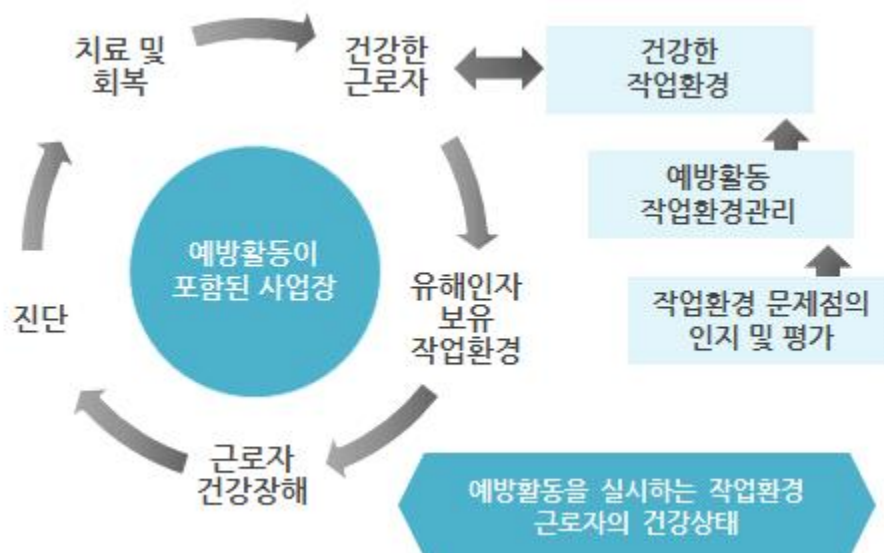 치료 및
회복
건강한
근로자
건강한
작업환경
예방활동
작업환경관리
예방활동이
포함된 사업장
유해인자
보유
작업환경
작업환경 문제점의
인지 및 평가
진단
근로자
건강장해
예방활동을 실시하는 작업환경
근로자의 건강상태